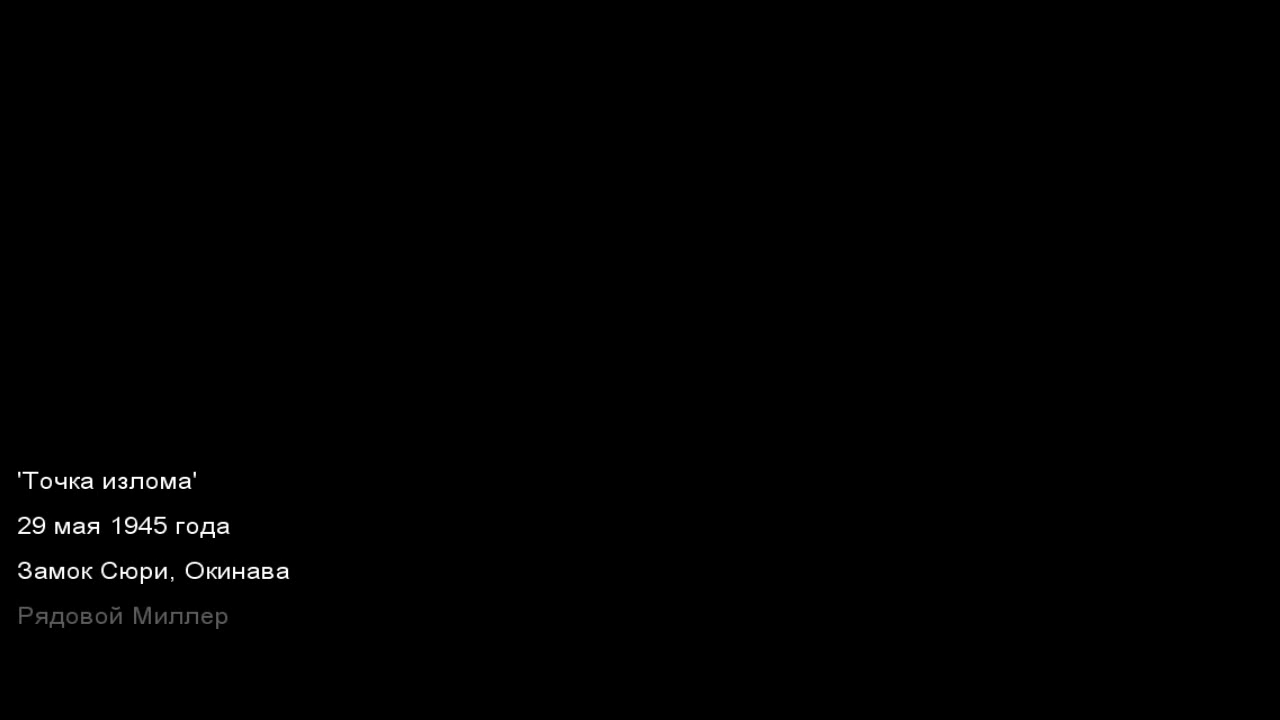 'Точка излома'
29 мая 1945 года
Замок Сюри, Окинава
Рядовой Миллер